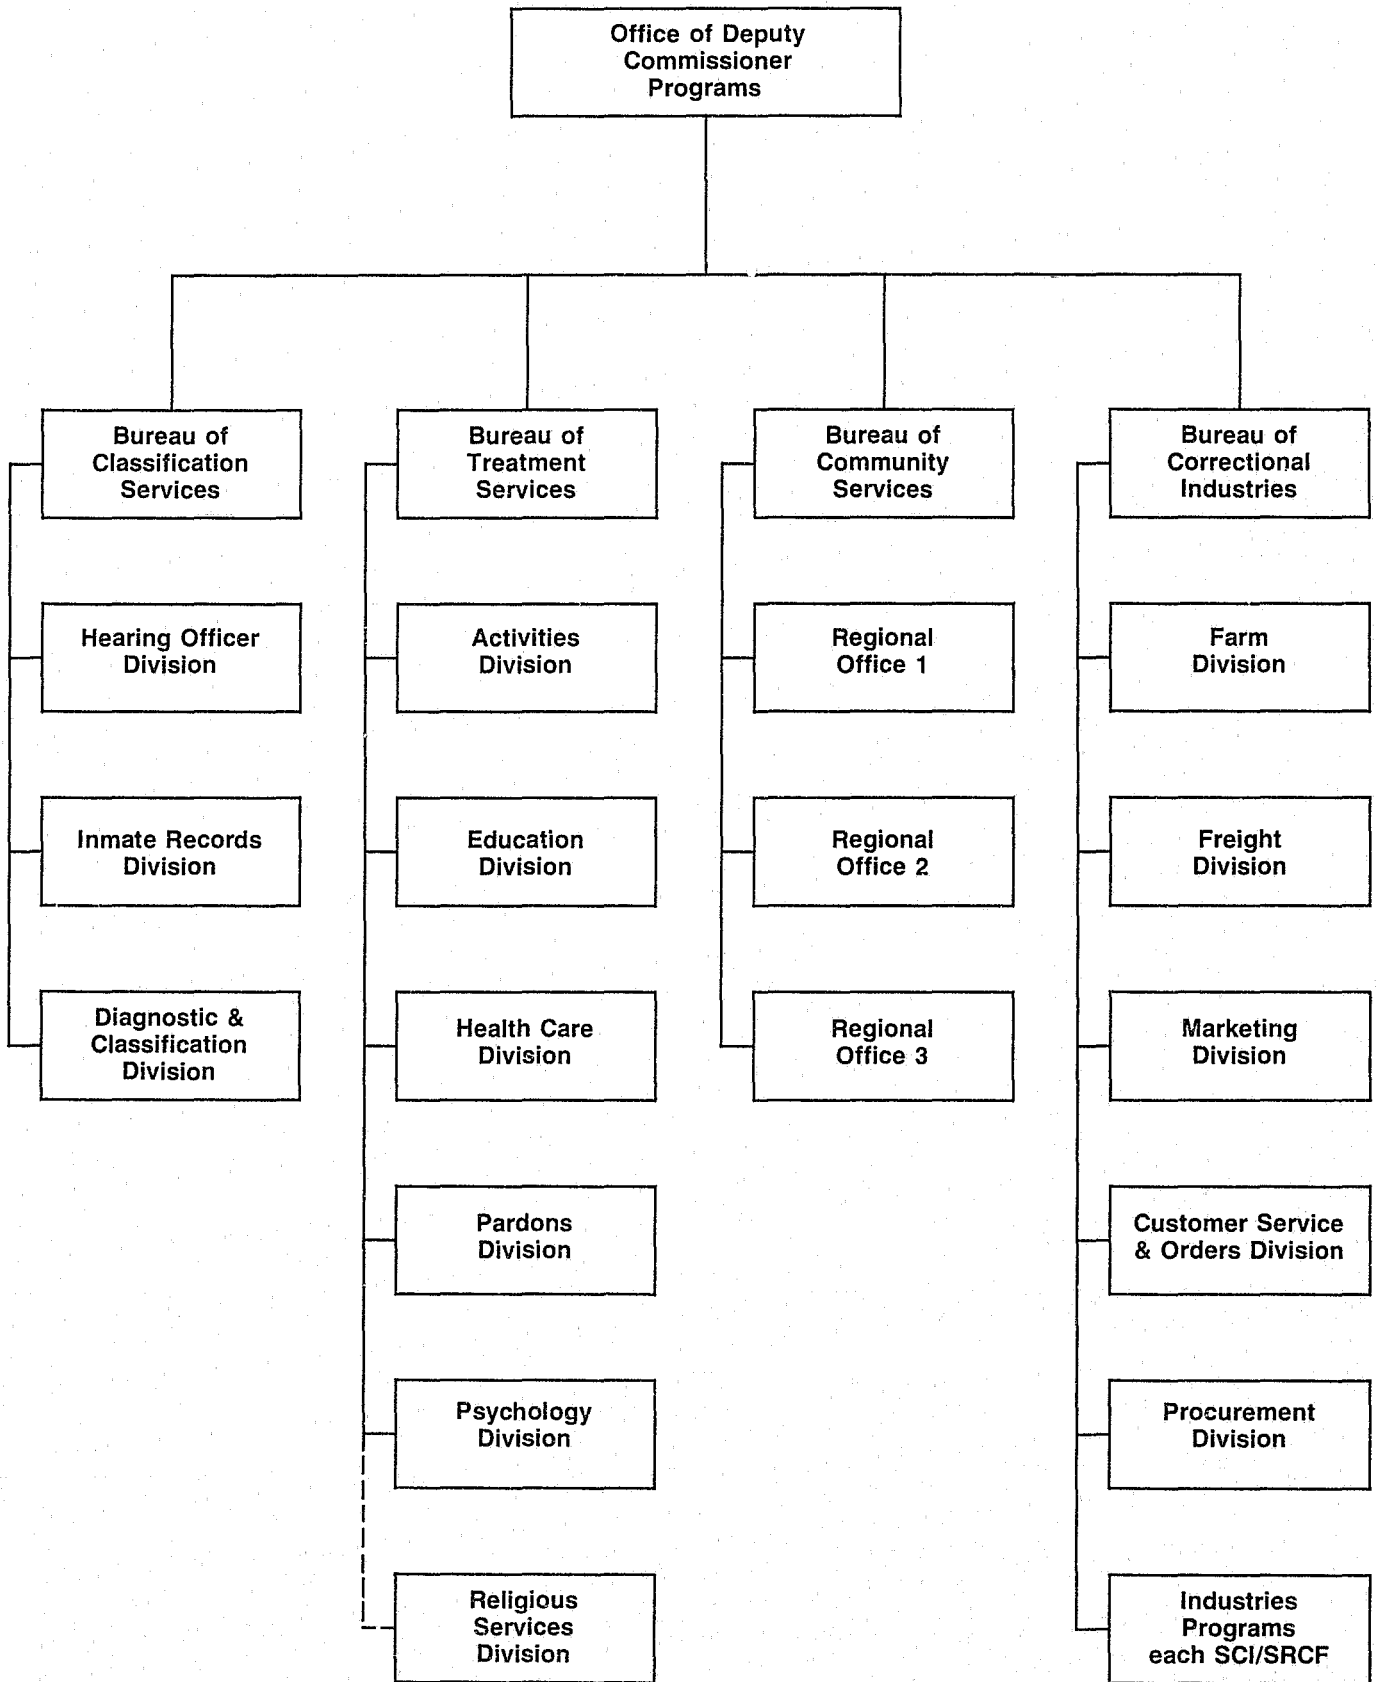 Office of Deputy
Commissioner
Programs
Bureau of
Classification
Services
Hearing Officer
Division
Inmate Records
Division
Diagnostic &
Classification
Division
Bureau of
Treatment
Services
Activities
Division
Education
Division
Health Care
Division
Pardons
Division
Psychology
Division
Religious
Services
Division
Bureau of
Community
Services
Regional
Office 1
Regional
Office 2
Regional
Office 3
Bureau of
Correctional
Industries
Farm
Division
Freight
Division
Marketing
Division
Customer Service
& Orders Division
Procurement
Division
Industries
Programs
each SCI/SRCF